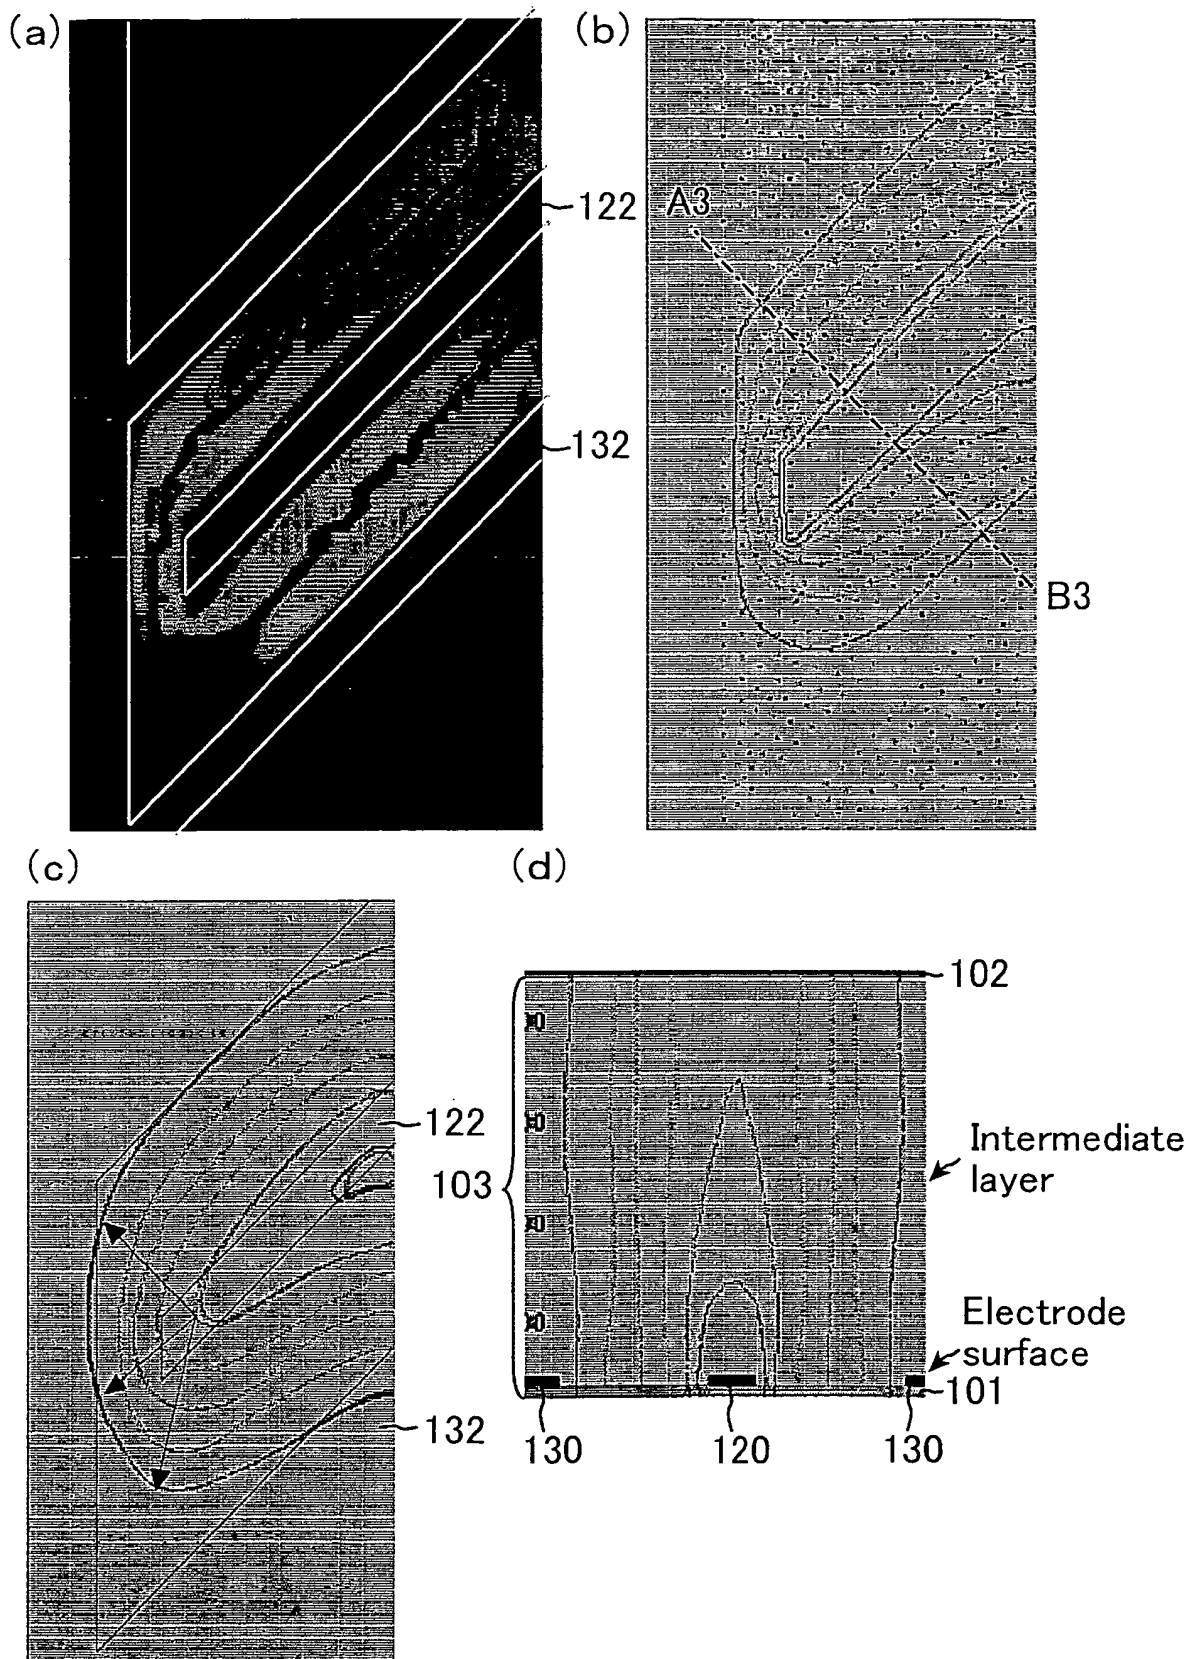 (a)
(b)
122
132
A3
B3
(c)
(d)
122
132
102
103
Intermediate
layer
Electrode
surface
101
130
120
130